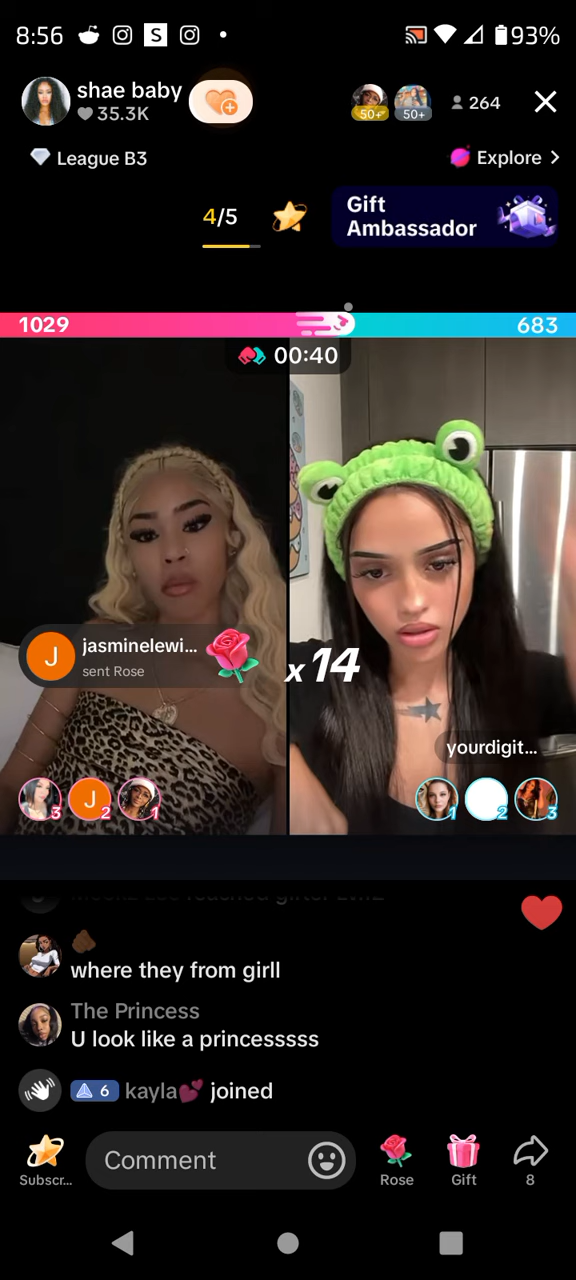 8:56
S
93%
shae baby
35.3K
50+
50+
264
League B3
Explore
4/5
Gift
Ambassador
1029
683
00:40
jasminelewi...
J
sent Rose
x14
yourdigit...
3
J
2
1
1
2
3
where they from girll
The Princess
U look like a princesssss
6 kayla💕 joined
Comment
Subscr...
Rose
Gift
8